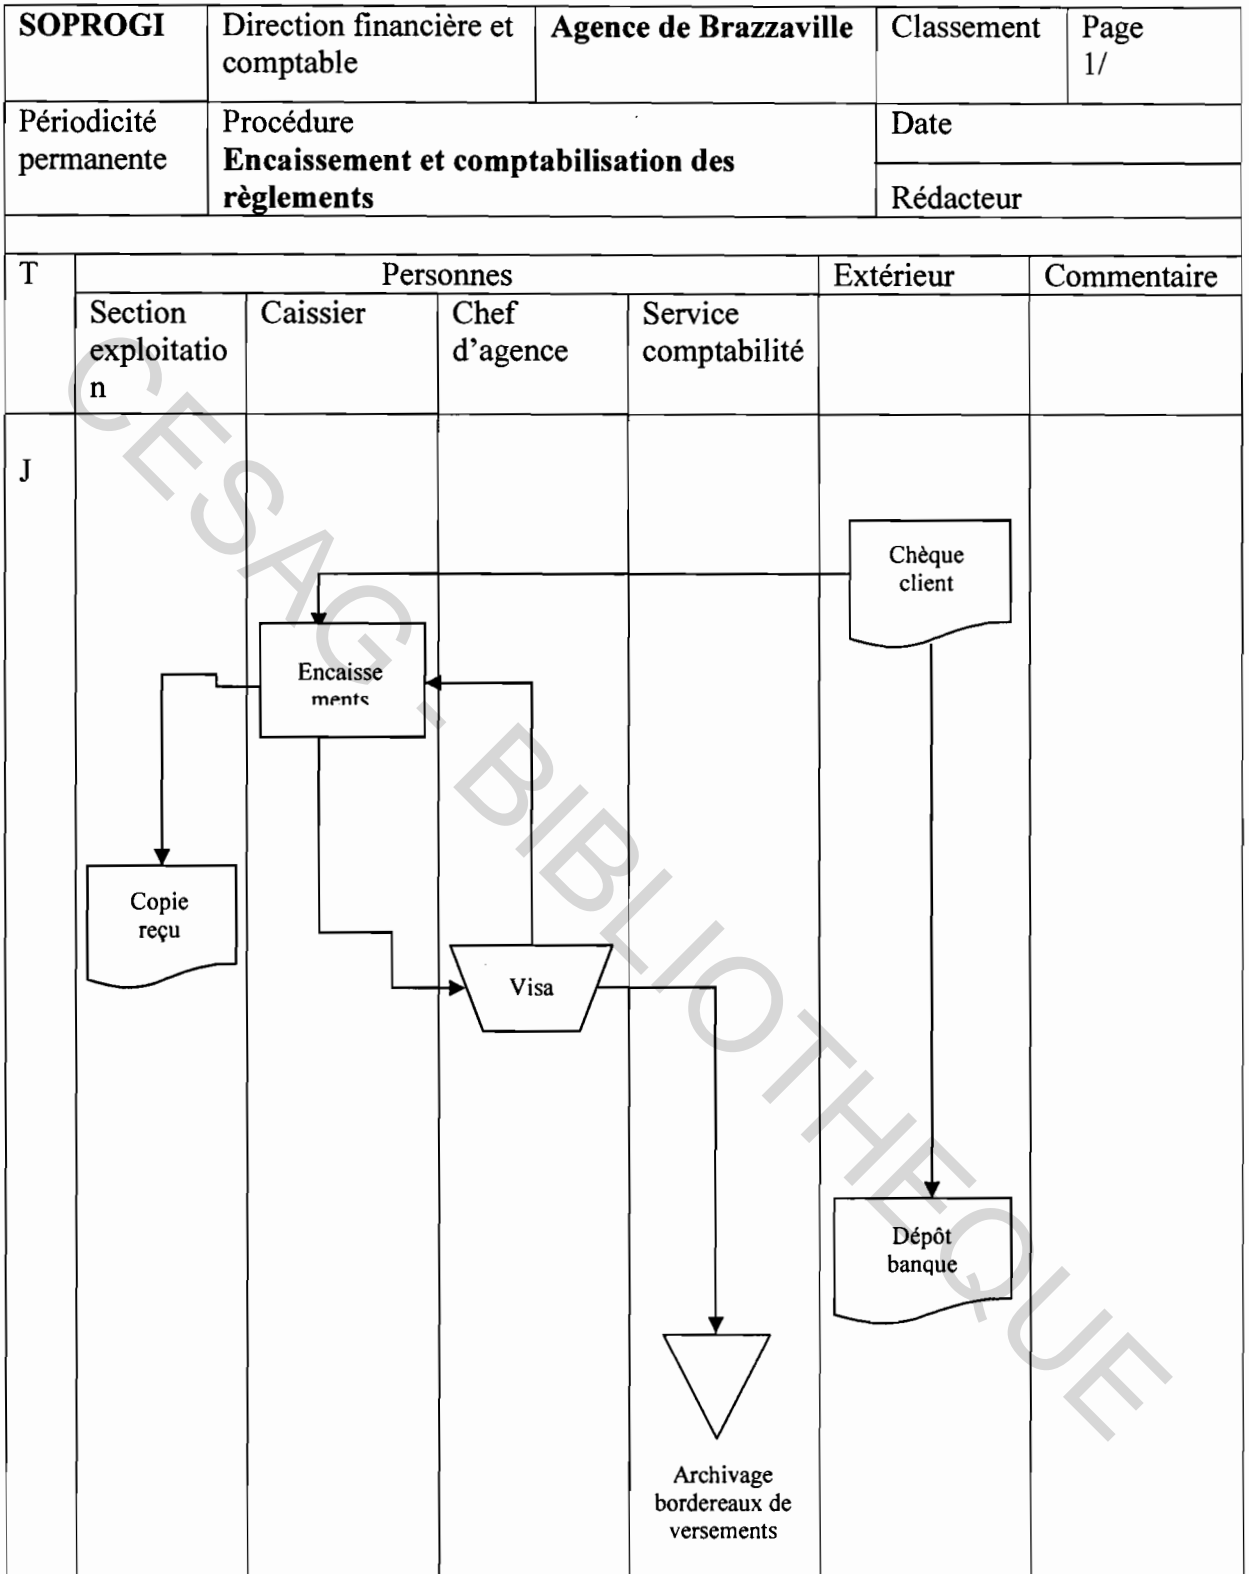 SOPROGI
Direction financière et
comptable
Agence de Brazzaville
Classement
Page
1/
Périodicité
permanente
Procédure
Encaissement et comptabilisation des
règlements
Date
Rédacteur
T
Personnes
Extérieur
Commentaire
Section
exploitatio
n
Caissier
Chef
d'agence
Service
comptabilité
J
Chèque
client
Encaisse
ments
Copie
reçu
Visa
Dépôt
banque
Archivage
bordereaux de
versements
CESAG - BIBLIOTHEQUE